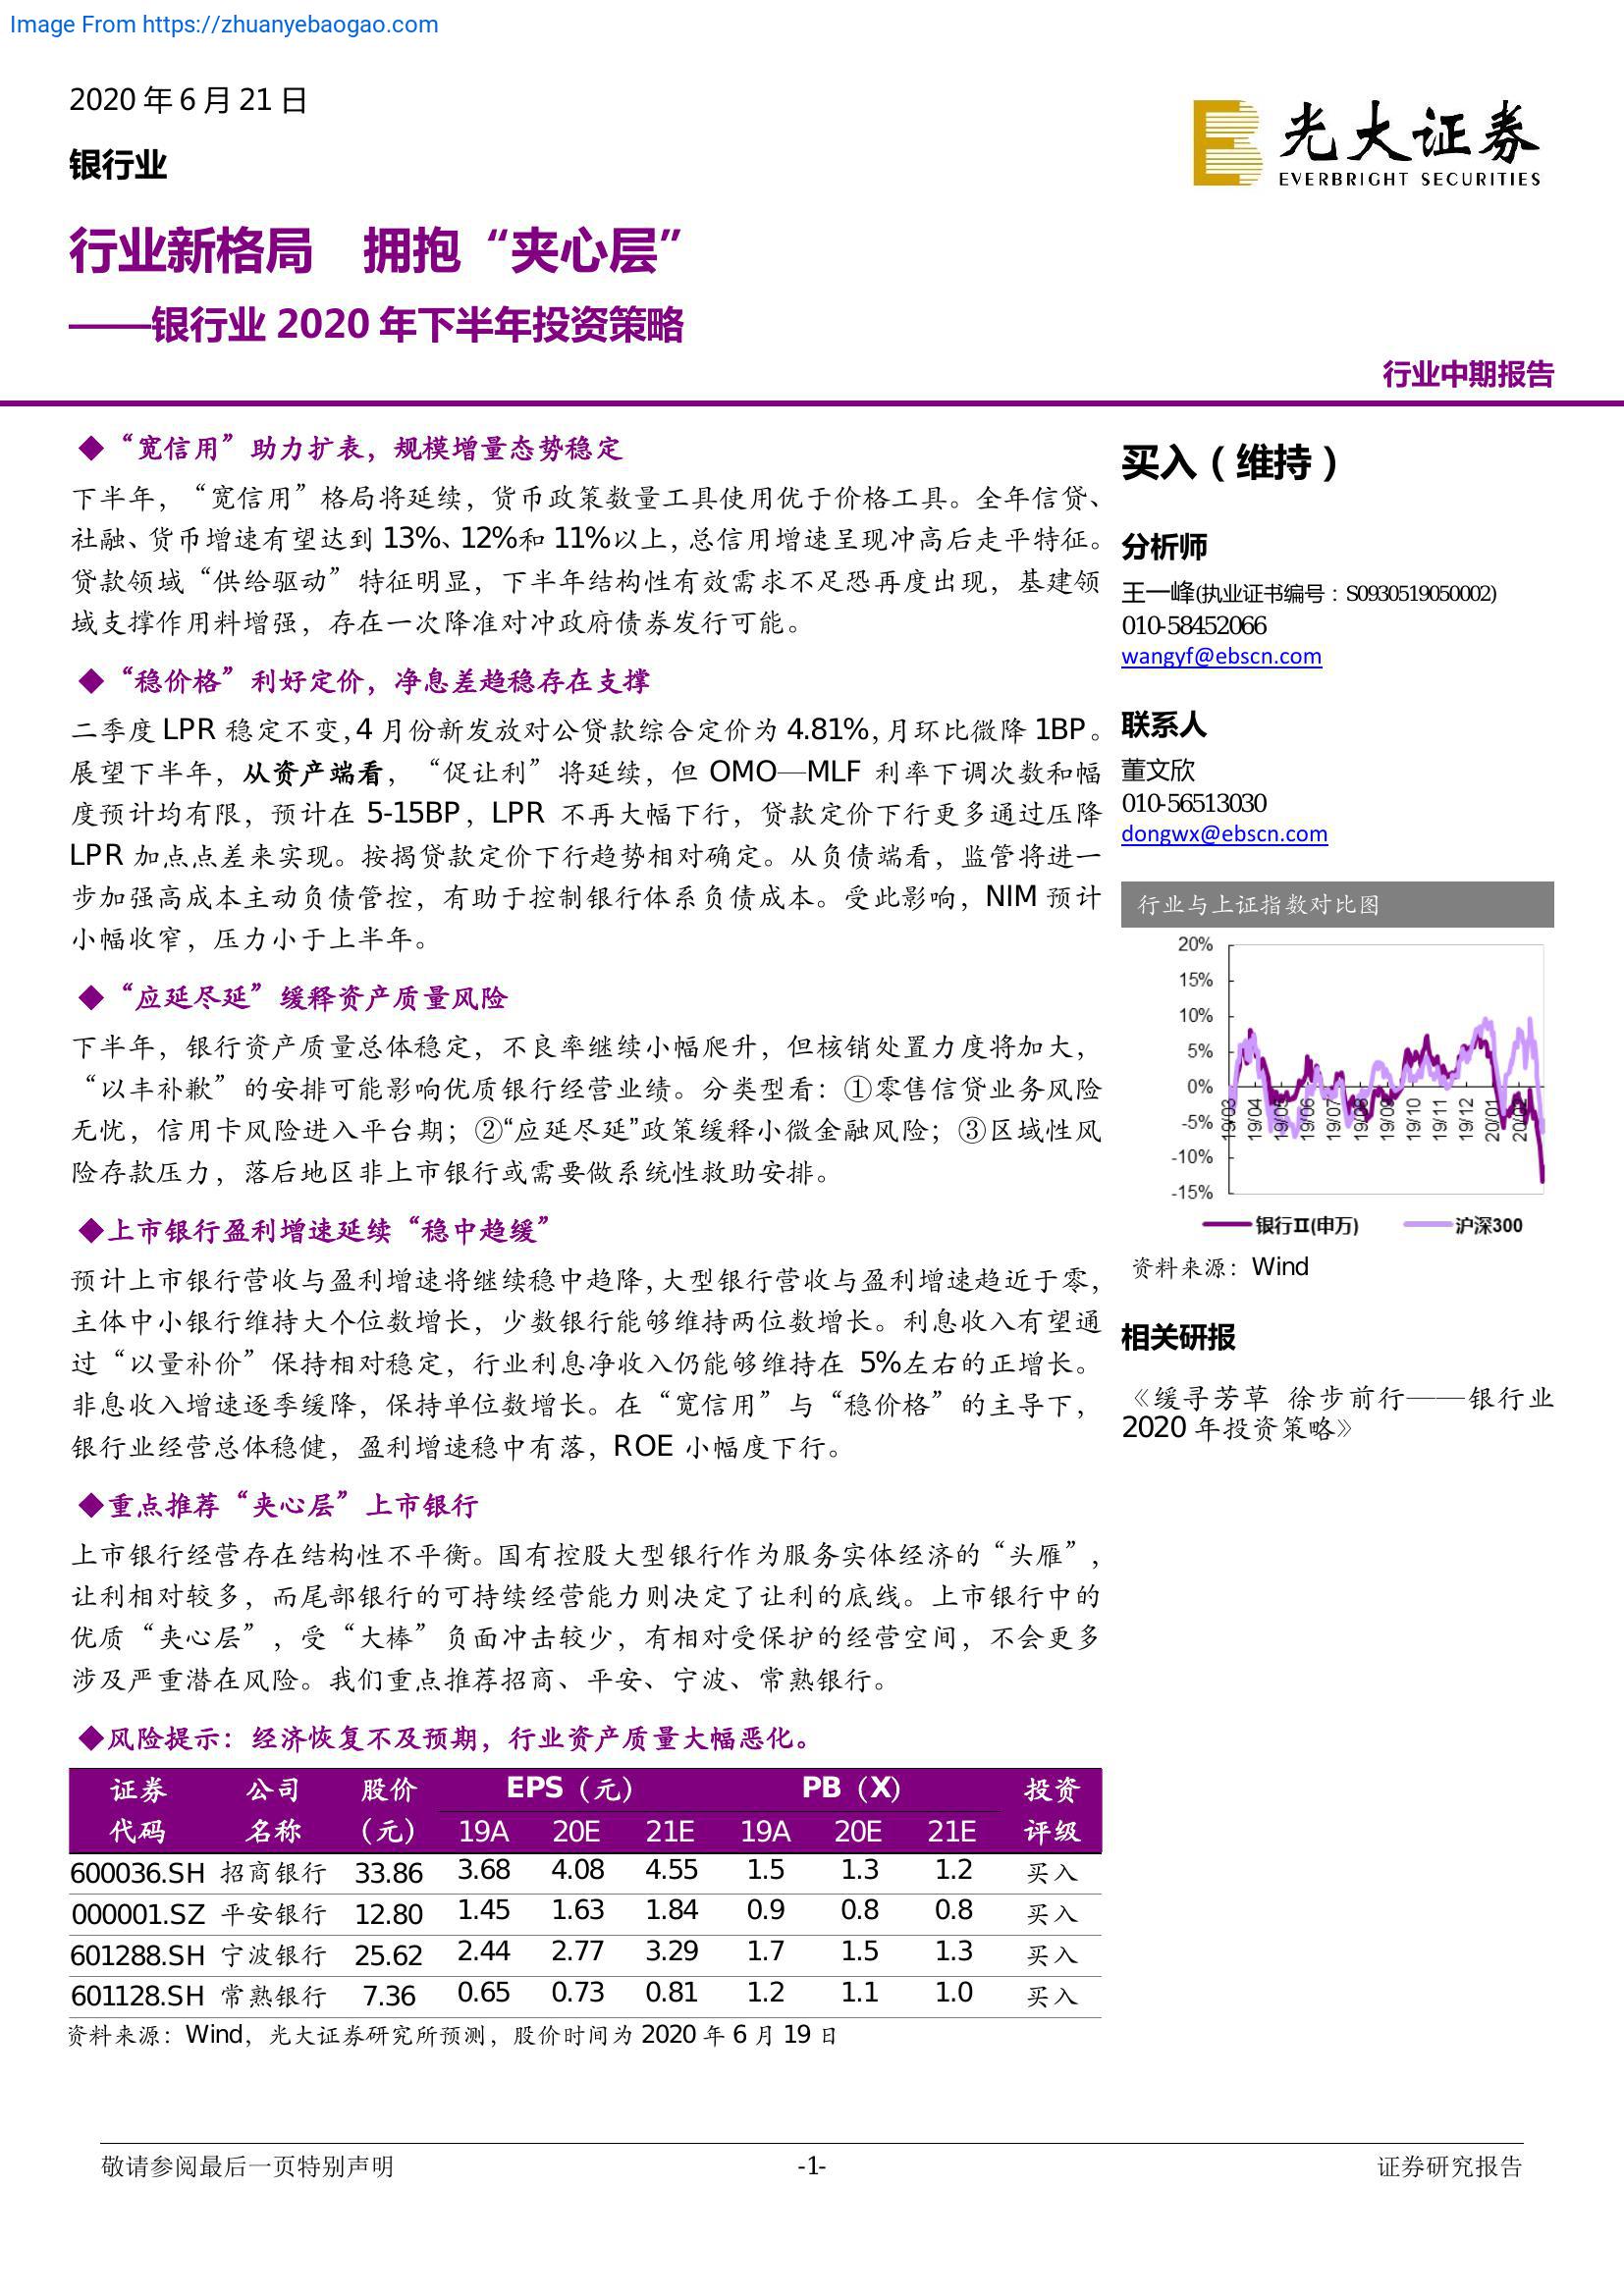 Image From https://zhuanyebaogao.com
2020 年 6 月 21 日
银行业
光大证券
EVERBRIGHT SECURITIES
行业新格局 拥抱“夹心层”
——银行业 2020 年下半年投资策略
行业中期报告
◆“宽信用”助力扩表，规模增量态势稳定
下半年，“宽信用”格局将延续，货币政策数量工具使用优于价格工具。全年信贷、
社融、货币增速有望达到 13%、12%和 11%以上，总信用增速呈现冲高后走平特征。
贷款领域“供给驱动”特征明显，下半年结构性有效需求不足恐再度出现，基建领
域支撑作用料增强，存在一次降准对冲政府债券发行可能。
◆“稳价格”利好定价，净息差趋稳存在支撑
二季度 LPR 稳定不变，4 月份新发放对公贷款综合定价为 4.81%，月环比微降 1BP。
展望下半年，从资产端看，“促让利”将延续，但 OMO—MLF 利率下调次数和幅
度预计均有限，预计在 5-15BP，LPR 不再大幅下行，贷款定价下行更多通过压降
LPR 加点点差来实现。按揭贷款定价下行趋势相对确定。从负债端看，监管将进一
步加强高成本主动负债管控，有助于控制银行体系负债成本。受此影响，NIM 预计
小幅收窄，压力小于上半年。
◆“应延尽延”缓释资产质量风险
下半年，银行资产质量总体稳定，不良率继续小幅爬升，但核销处置力度将加大，
“以丰补歉”的安排可能影响优质银行经营业绩。分类型看：①零售信贷业务风险
无忧，信用卡风险进入平台期；②“应延尽延”政策缓释小微金融风险；③区域性风
险存款压力，落后地区非上市银行或需要做系统性救助安排。
◆上市银行盈利增速延续“稳中趋缓”
预计上市银行营收与盈利增速将继续稳中趋降，大型银行营收与盈利增速趋近于零，
主体中小银行维持大个位数增长，少数银行能够维持两位数增长。利息收入有望通
过“以量补价”保持相对稳定，行业利息净收入仍能够维持在 5%左右的正增长。
非息收入增速逐季缓降，保持单位数增长。在“宽信用”与“稳价格”的主导下，
银行业经营总体稳健，盈利增速稳中有落，ROE 小幅度下行。
◆重点推荐“夹心层”上市银行
上市银行经营存在结构性不平衡。国有控股大型银行作为服务实体经济的“头雁”，
让利相对较多，而尾部银行的可持续经营能力则决定了让利的底线。上市银行中的
优质“夹心层”，受“大棒”负面冲击较少，有相对受保护的经营空间，不会更多
涉及严重潜在风险。我们重点推荐招商、平安、宁波、常熟银行。
◆风险提示：经济恢复不及预期，行业资产质量大幅恶化。
证券 公司 股价 EPS（元） PB（X） 投资
代码 名称 （元） 19A 20E 21E 19A 20E 21E 评级
600036.SH 招商银行 33.86 3.68 4.08 4.55 1.5 1.3 1.2 买入
000001.SZ 平安银行 12.80 1.45 1.63 1.84 0.9 0.8 0.8 买入
601288.SH 宁波银行 25.62 2.44 2.77 3.29 1.7 1.5 1.3 买入
601128.SH 常熟银行 7.36 0.65 0.73 0.81 1.2 1.1 1.0 买入
资料来源：Wind，光大证券研究所预测，股价时间为 2020 年 6 月 19 日
买入（维持）
分析师
王一峰(执业证书编号：S0930519050002)
010-58452066
wangyf@ebscn.com
联系人
董文欣
010-56513030
dongwx@ebscn.com
行业与上证指数对比图
20%
15%
10%
5%
0%
-5%
-10%
-15%
19/03 19/04 19/05 19/06 19/07 19/08 19/09 19/10 19/11 19/12 20/01 20/02
银行II(申万) 沪深300
资料来源：Wind
相关研报
《缓寻芳草 徐步前行——银行业
2020 年投资策略》
敬请参阅最后一页特别声明 -1- 证券研究报告